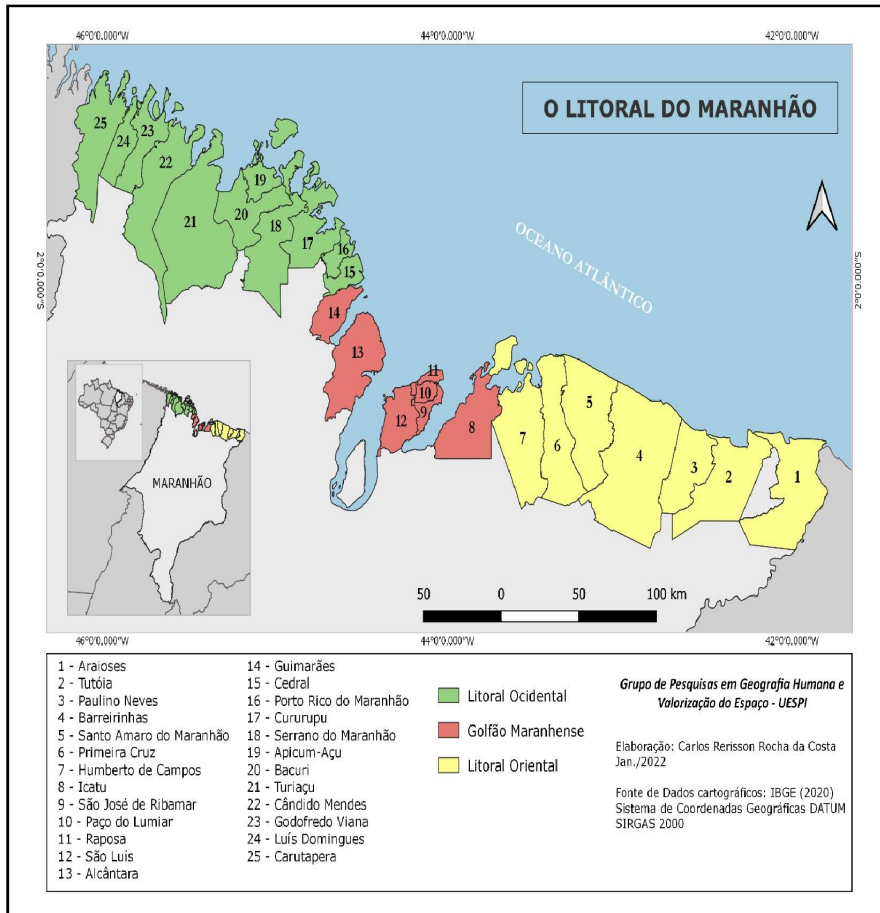 46°0'0.000"W 44°0'0.000"W 42°0'0.000"W
O LITORAL DO MARANHÃO
25
24
23
22
21
20
19
18
17
16
15
14
13
12
11
10
9
8
7
6
5
4
3
2
1
OCEANO ATLÂNTICO
2°0'0.000"S
2°0'0.000"S
MARANHÃO
50 0 50 100 km
46°0'0.000"W 44°0'0.000"W 42°0'0.000"W
1 - Araioses
2 - Tutóia
3 - Paulino Neves
4 - Barreirinhas
5 - Santo Amaro do Maranhão
6 - Primeira Cruz
7 - Humberto de Campos
8 - Icatu
9 - São José de Ribamar
10 - Paço do Lumiar
11 - Raposa
12 - São Luís
13 - Alcântara
14 - Guimarães
15 - Cedral
16 - Porto Rico do Maranhão
17 - Cururupu
18 - Serrano do Maranhão
19 - Apicum-Açu
20 - Bacuri
21 - Turiaçu
22 - Cândido Mendes
23 - Godofredo Viana
24 - Luís Domingues
25 - Carutapera
Litoral Ocidental
Golfão Maranhense
Litoral Oriental
Grupo de Pesquisas em Geografia Humana e
Valorização do Espaço - UESPI
Elaboração: Carlos Rerisson Rocha da Costa
Jan./2022
Fonte de Dados cartográficos: IBGE (2020)
Sistema de Coordenadas Geográficas DATUM
SIRGAS 2000